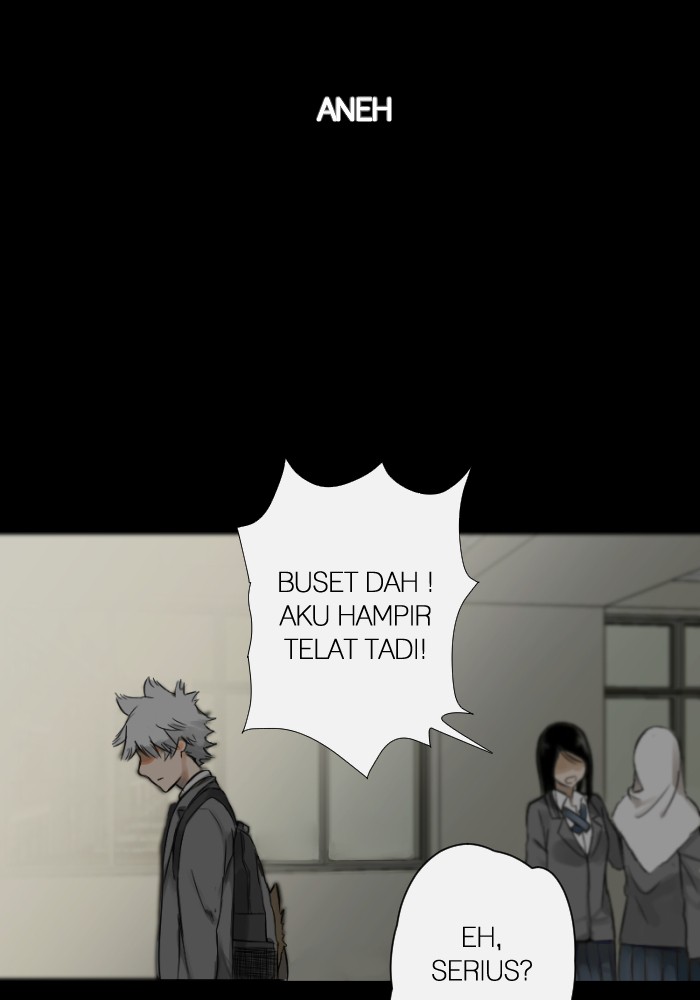 ANEH
BUSET DAH !
AKU HAMPIR
TELAT TADI!
EH,
SERIUS?